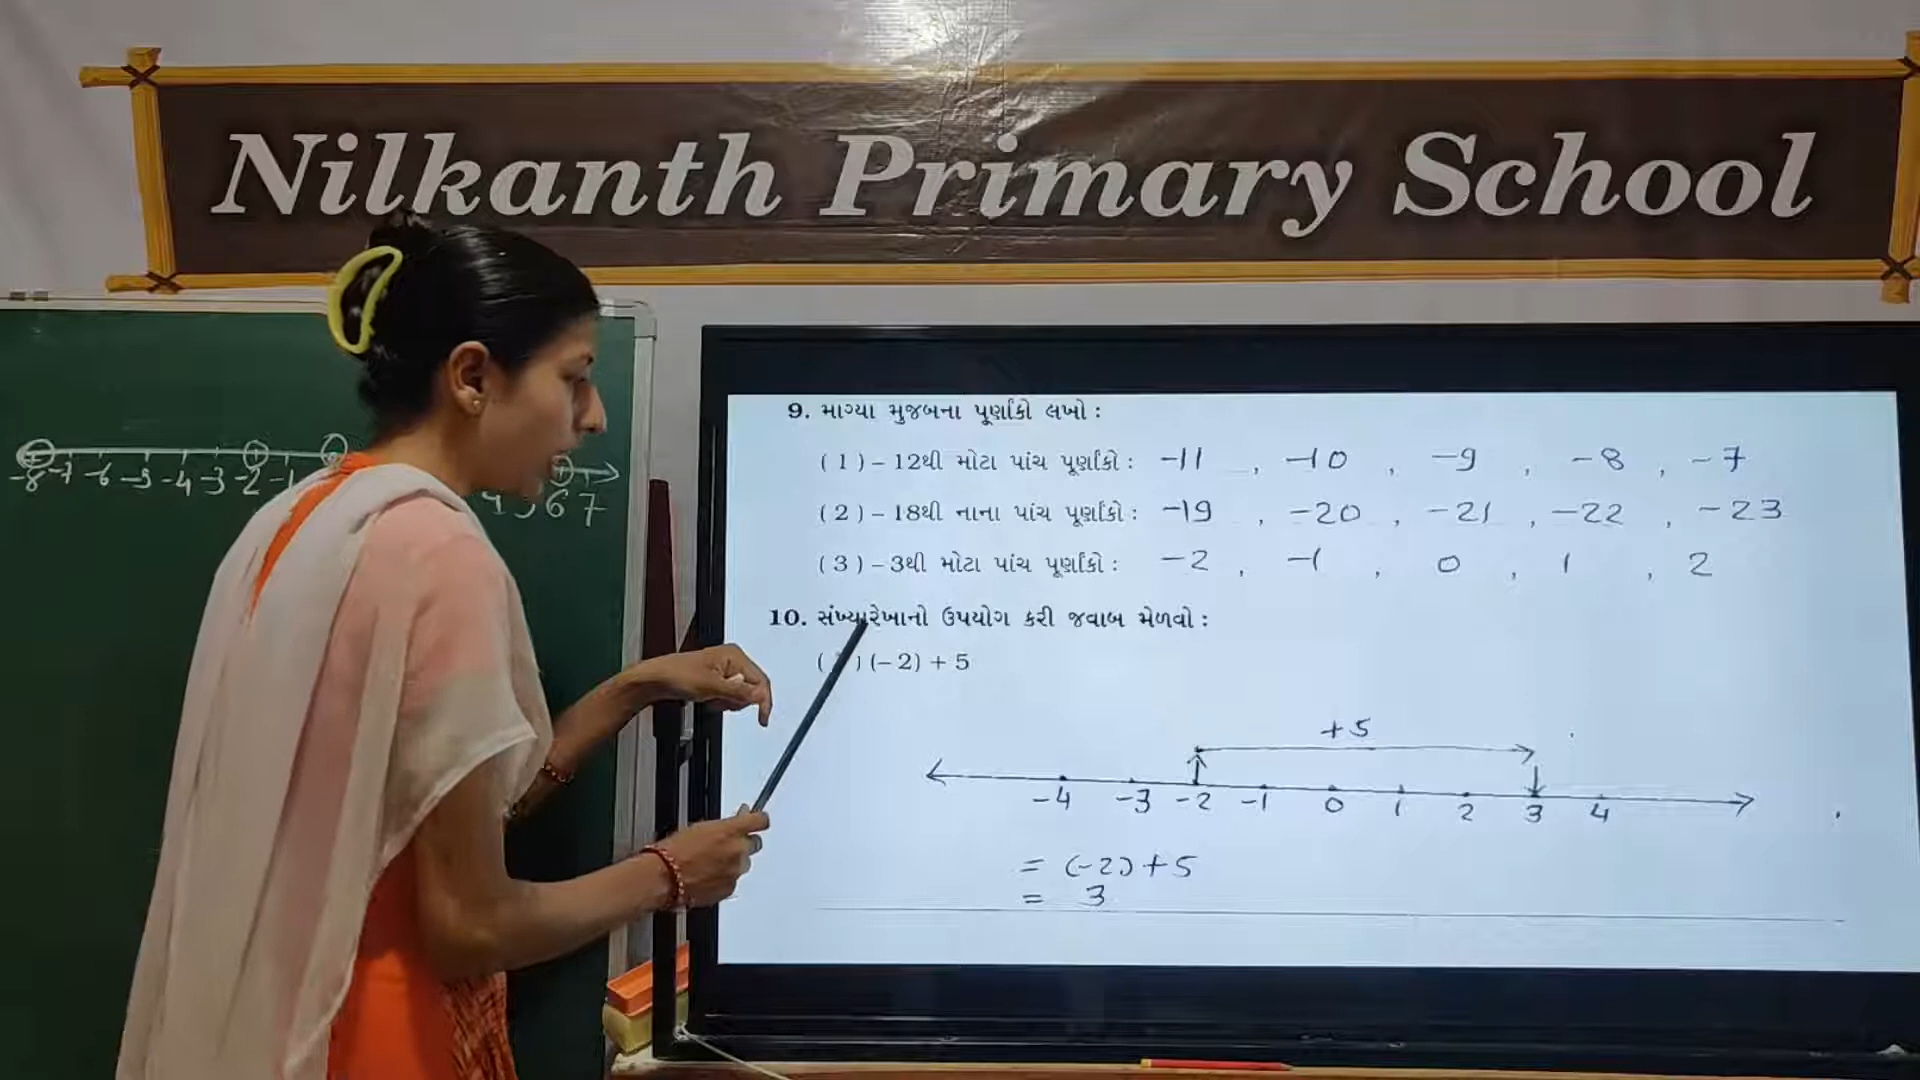 Nilkanth Primary School
-8 -7 -6 -5 -4 -3 -2 -1 6 7
9. માગ્યા મુજબના પૂર્ણાંકો લખો :
( 1 ) – 12થી મોટા પાંચ પૂર્ણાંકો : -11 , -10 , -9 , -8 , -7
( 2 ) – 18થી નાના પાંચ પૂર્ણાંકો : -19 , -20 , -21 , -22 , -23
( 3 ) – 3થી મોટા પાંચ પૂર્ણાંકો : -2 , -1 , 0 , 1 , 2
10. સંખ્યારેખાનો ઉપયોગ કરી જવાબ મેળવો :
( ) (– 2) + 5
+5
-4 -3 -2 -1 0 1 2 3 4
= (-2) + 5
= 3